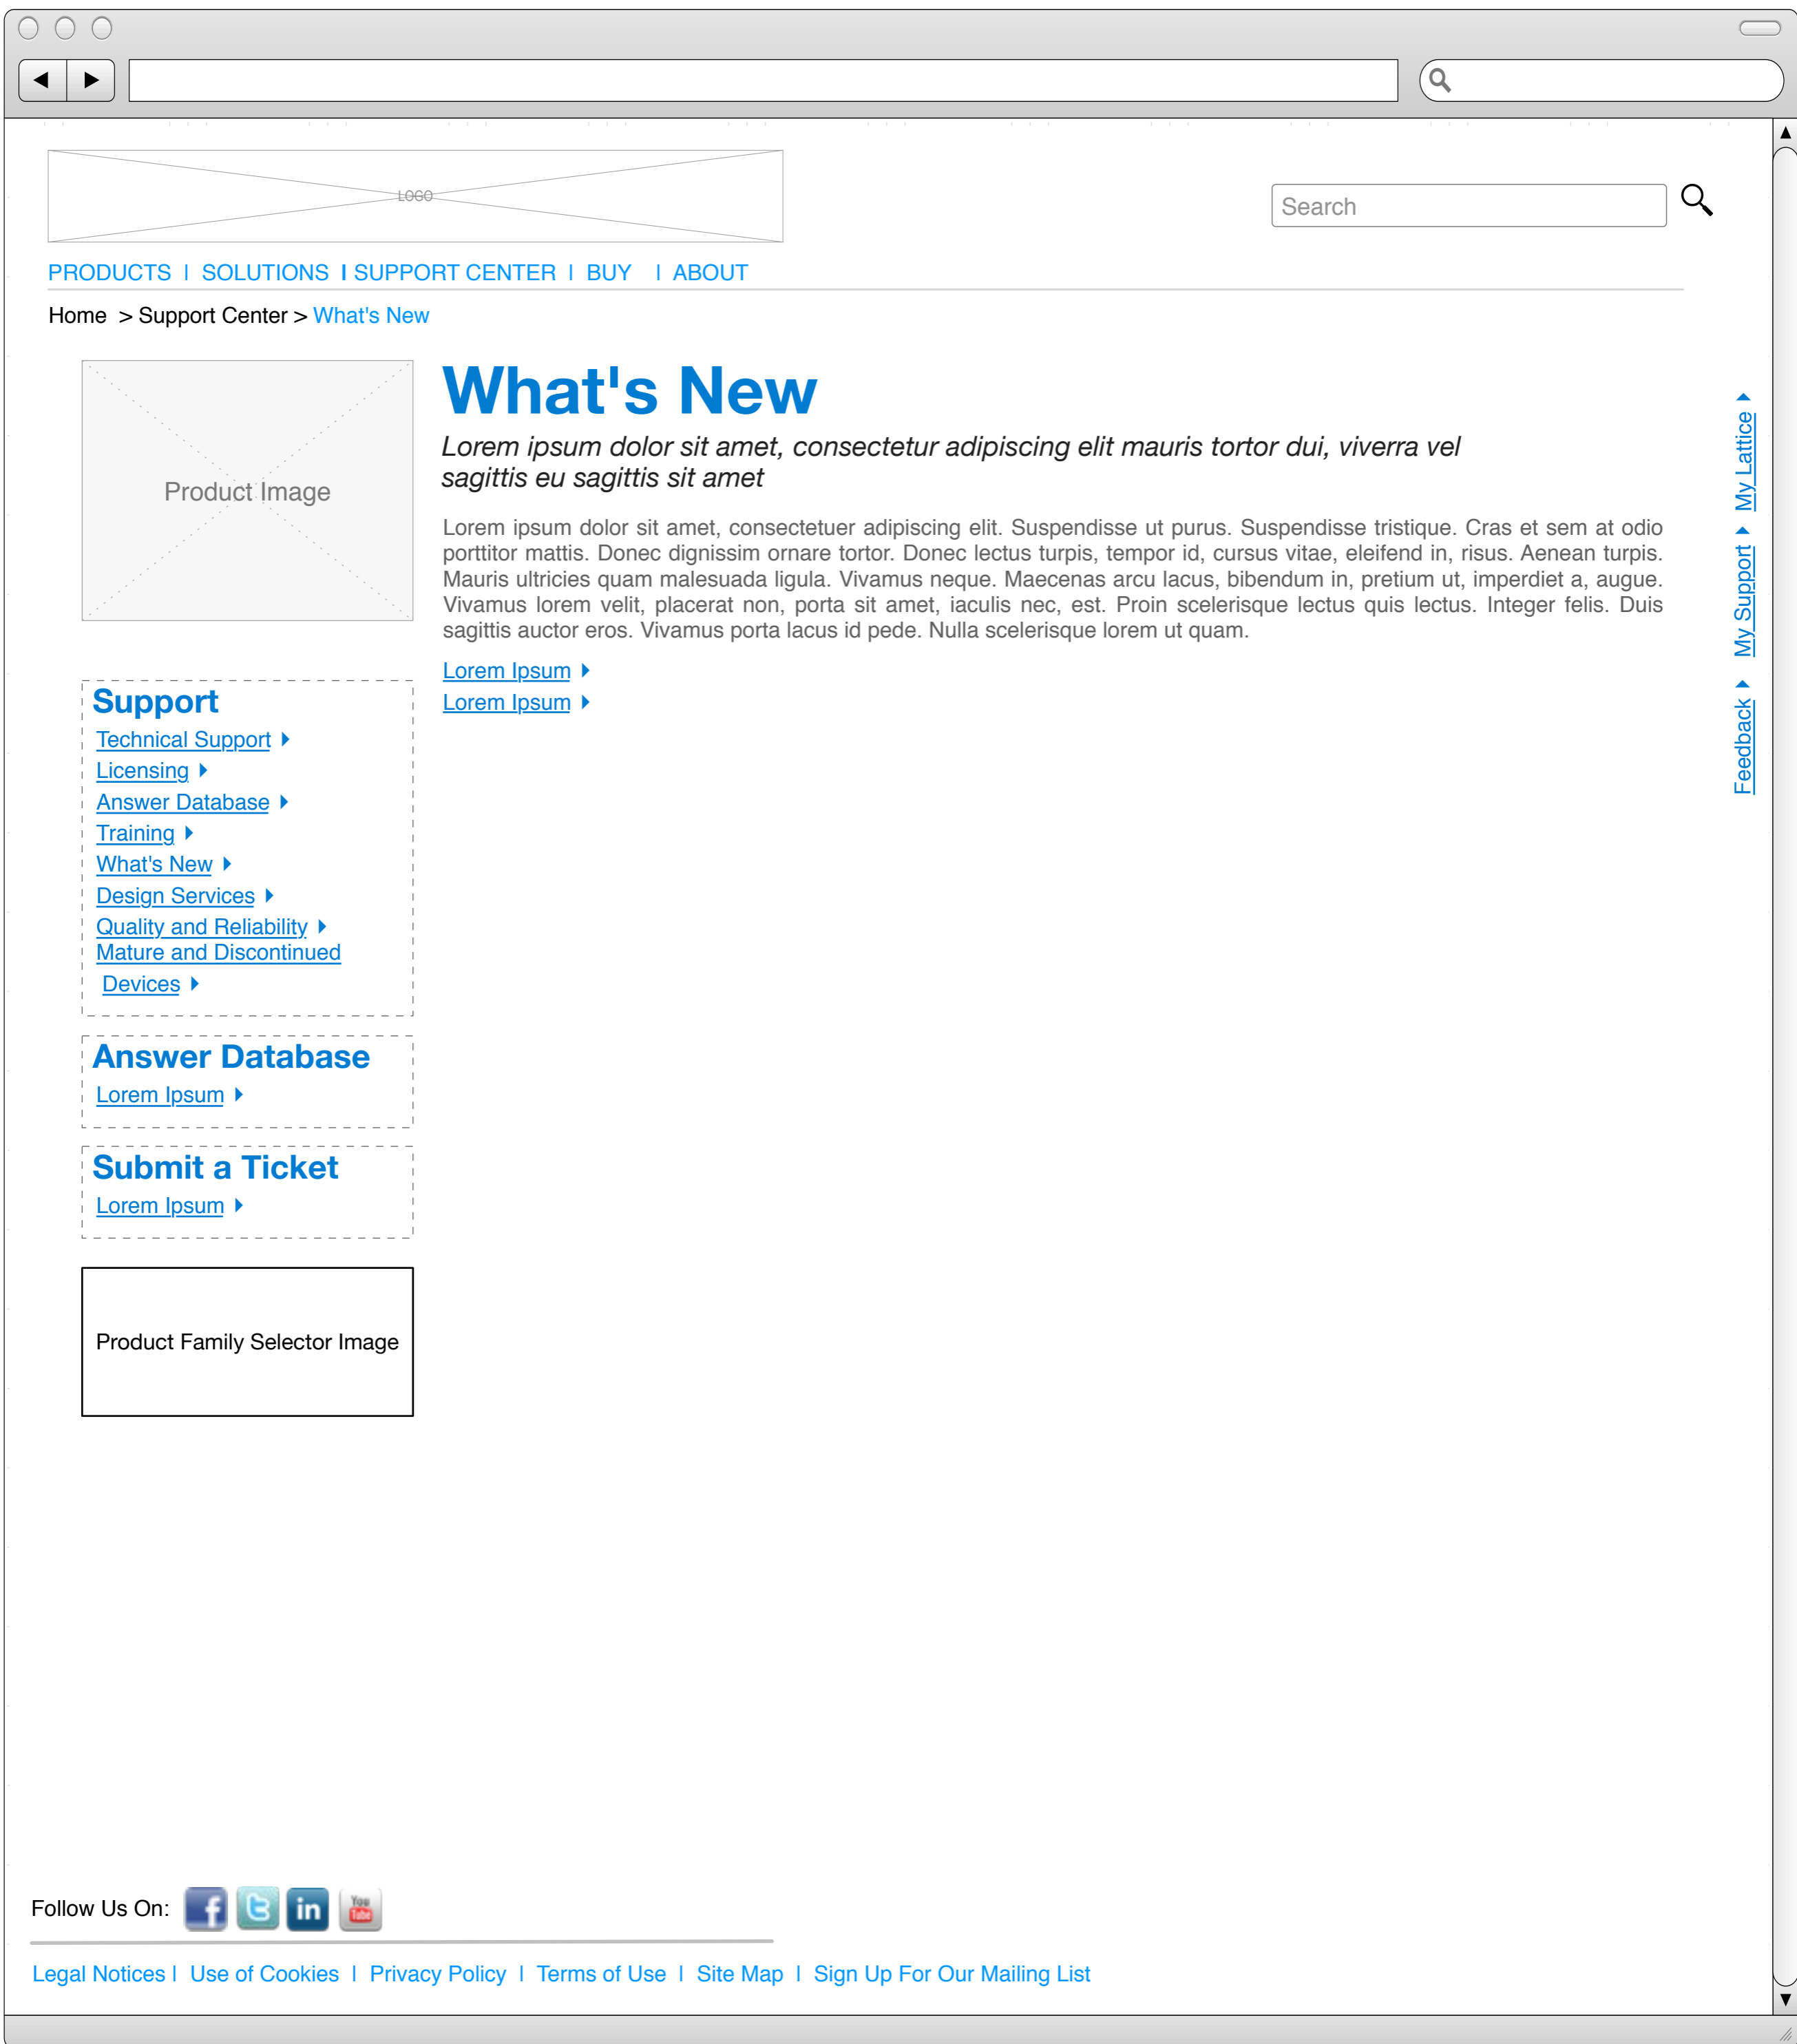 LOGO
Search
PRODUCTS | SOLUTIONS | SUPPORT CENTER | BUY | ABOUT
Home > Support Center > What's New
Product Image
What's New
Lorem ipsum dolor sit amet, consectetur adipiscing elit mauris tortor dui, viverra vel
sagittis eu sagittis sit amet
Lorem ipsum dolor sit amet, consectetuer adipiscing elit. Suspendisse ut purus. Suspendisse tristique. Cras et sem at odio
porttitor mattis. Donec dignissim ornare tortor. Donec lectus turpis, tempor id, cursus vitae, eleifend in, risus. Aenean turpis.
Mauris ultricies quam malesuada ligula. Vivamus neque. Maecenas arcu lacus, bibendum in, pretium ut, imperdiet a, augue.
Vivamus lorem velit, placerat non, porta sit amet, iaculis nec, est. Proin scelerisque lectus quis lectus. Integer felis. Duis
sagittis auctor eros. Vivamus porta lacus id pede. Nulla scelerisque lorem ut quam.
Lorem Ipsum
Lorem Ipsum
My Lattice
My Support
Feedback
Support
Technical Support
Licensing
Answer Database
Training
What's New
Design Services
Quality and Reliability
Mature and Discontinued
Devices
Answer Database
Lorem Ipsum
Submit a Ticket
Lorem Ipsum
Product Family Selector Image
Follow Us On:
f
t
in
You Tube
Legal Notices | Use of Cookies | Privacy Policy | Terms of Use | Site Map | Sign Up For Our Mailing List